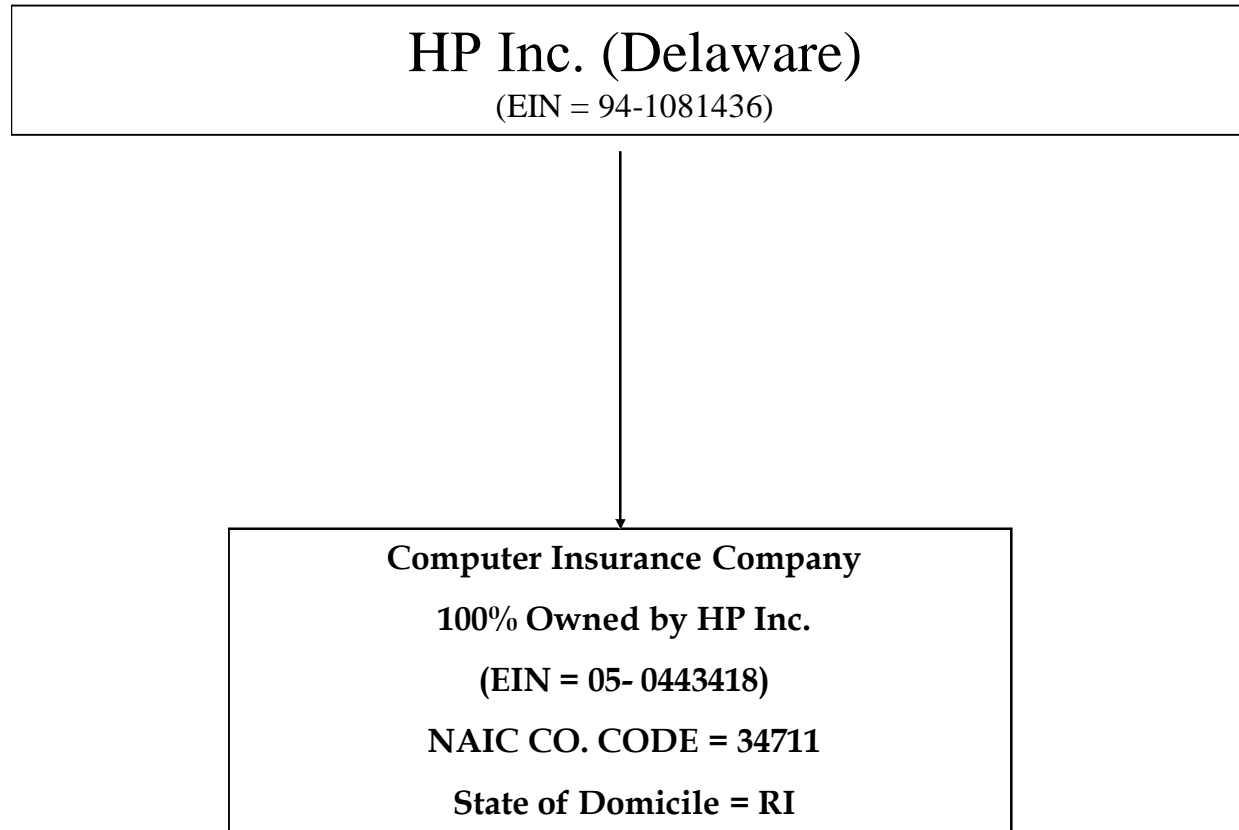 HP Inc. (Delaware)
(EIN = 94-1081436)
Computer Insurance Company
100% Owned by HP Inc.
(EIN = 05- 0443418)
NAIC CO. CODE = 34711
State of Domicile = RI